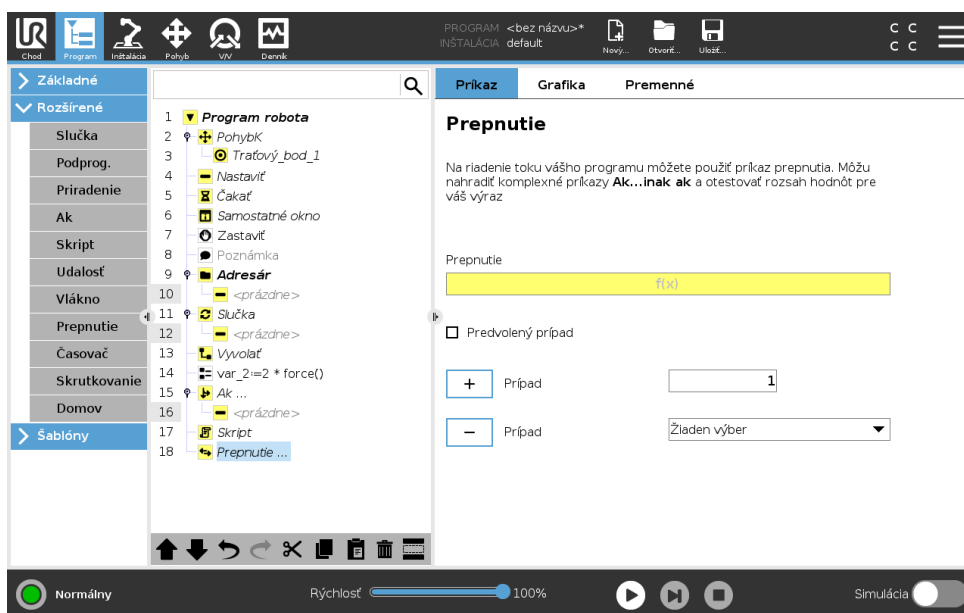 Chod
Program
Inštalácia
Pohyb
V/V
Denník
PROGRAM <bez názvu>*
INŠTALÁCIA default
Nový...
Otvoriť...
Uložiť...
C C
C C
Základné
Rozšírené
Slučka
Podprog.
Priradenie
Ak
Skript
Udalosť
Vlákno
Prepnutie
Časovač
Skrutkovanie
Domov
Šablóny
1 Program robota
2 PohybK
3 Traťový_bod_1
4 Nastaviť
5 Čakať
6 Samostatné okno
7 Zastaviť
8 Poznámka
9 Adresár
10 <prázdne>
11 Slučka
12 <prázdne>
13 Vyvolať
14 var_2:=2 * force()
15 Ak ...
16 <prázdne>
17 Skript
18 Prepnutie ...
Príkaz
Grafika
Premenné
Prepnutie
Na riadenie toku vášho programu môžete použiť príkaz prepnutia. Môžu
nahradiť komplexné príkazy Ak...inak ak a otestovať rozsah hodnôt pre
váš výraz
Prepnutie
f(x)
Predvolený prípad
+ Prípad 1
− Prípad Žiaden výber
Normálny
Rýchlosť 100%
Simulácia